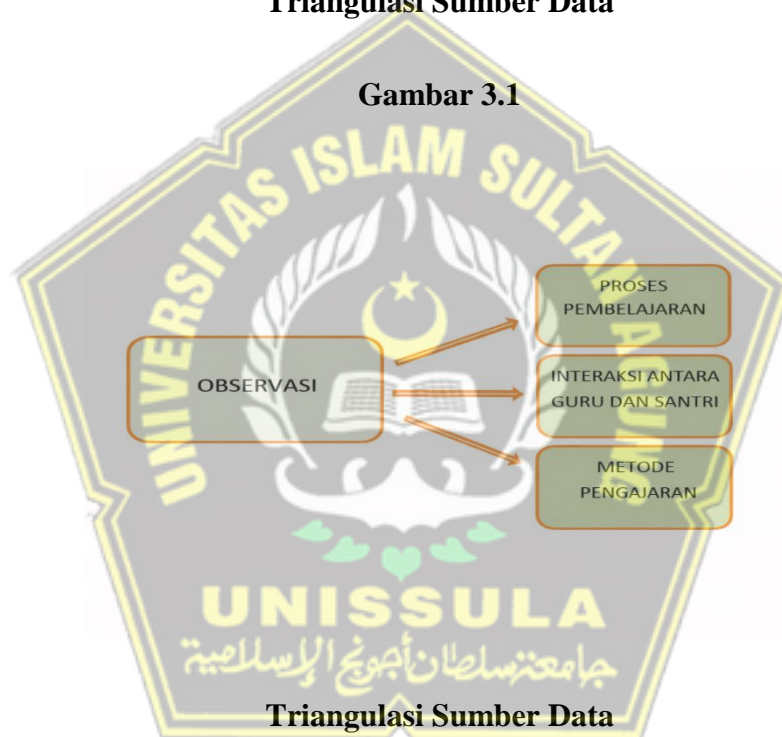 Triangulasi Sumber Data
Gambar 3.1
UNIVERSITAS ISLAM SULTAN AGUNG
PROSES
PEMBELAJARAN
OBSERVASI
INTERAKSI ANTARA
GURU DAN SANTRI
METODE
PENGAJARAN
UNISSULA
جامعة سلطان أجونج الإسلامية
Triangulasi Sumber Data